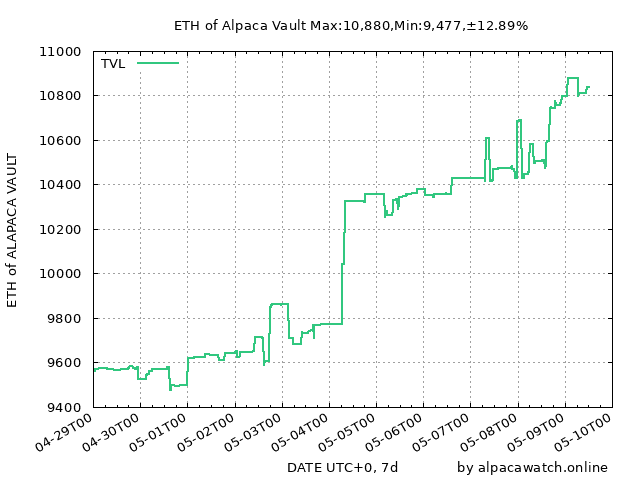 ETH of Alpaca Vault Max:10,880,Min:9,477,±12.89%
TVL
11000
10800
10600
10400
10200
10000
9800
9600
9400
ETH of ALAPACA VAULT
04-29T00
04-30T00
05-01T00
05-02T00
05-03T00
05-04T00
05-05T00
05-06T00
05-07T00
05-08T00
05-09T00
05-10T00
DATE UTC+0, 7d
by alpacawatch.online